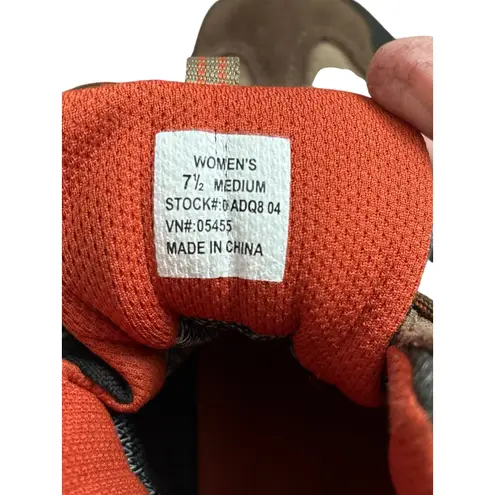 WOMEN'S
7½ MEDIUM
STOCK#:0ADQ8 04
VN#:05455
MADE IN CHINA